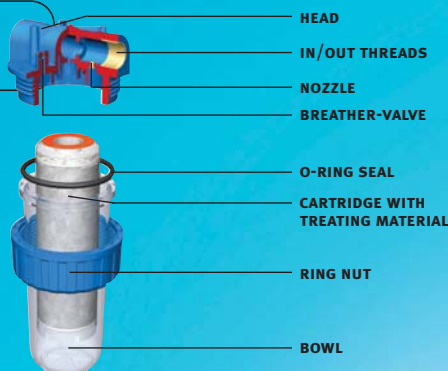 HEAD
IN/OUT THREADS
NOZZLE
BREATHER-VALVE
O-RING SEAL
CARTRIDGE WITH
TREATING MATERIAL
RING NUT
BOWL